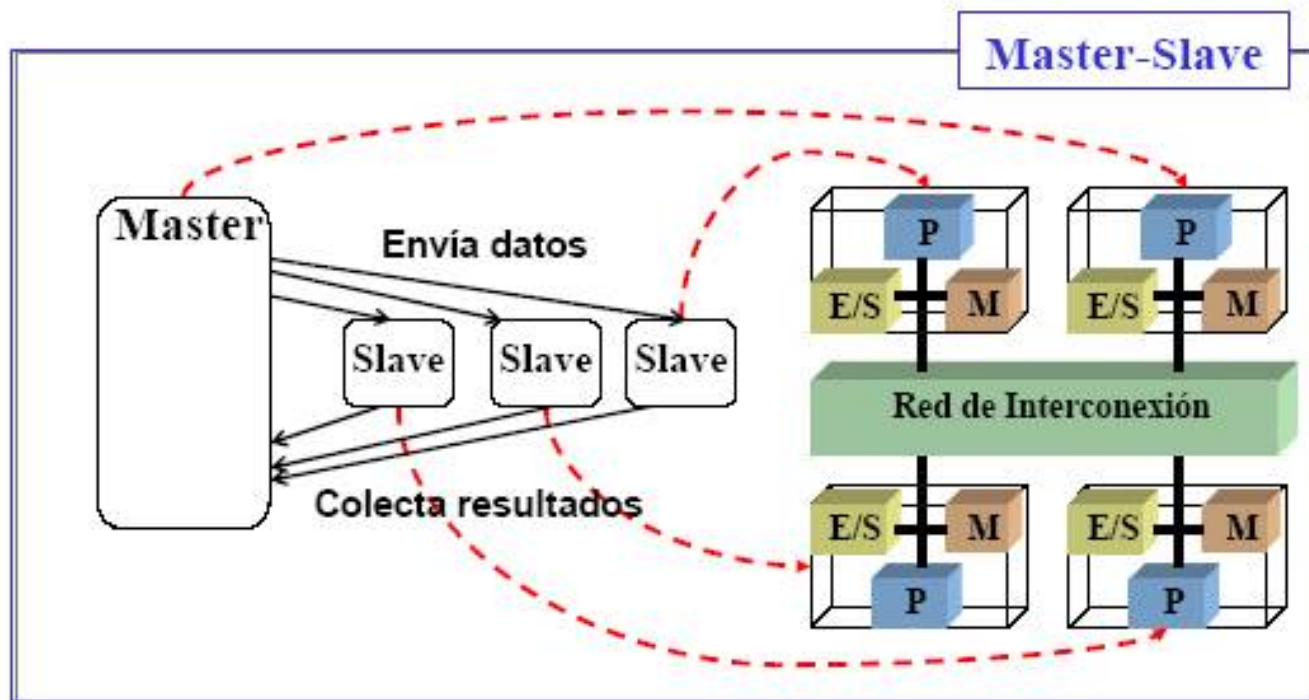 Master-Slave
Master
Envía datos
Slave
Slave
Slave
Colecta resultados
P
P
E/S
M
E/S
M
Red de Interconexión
E/S
M
E/S
M
P
P